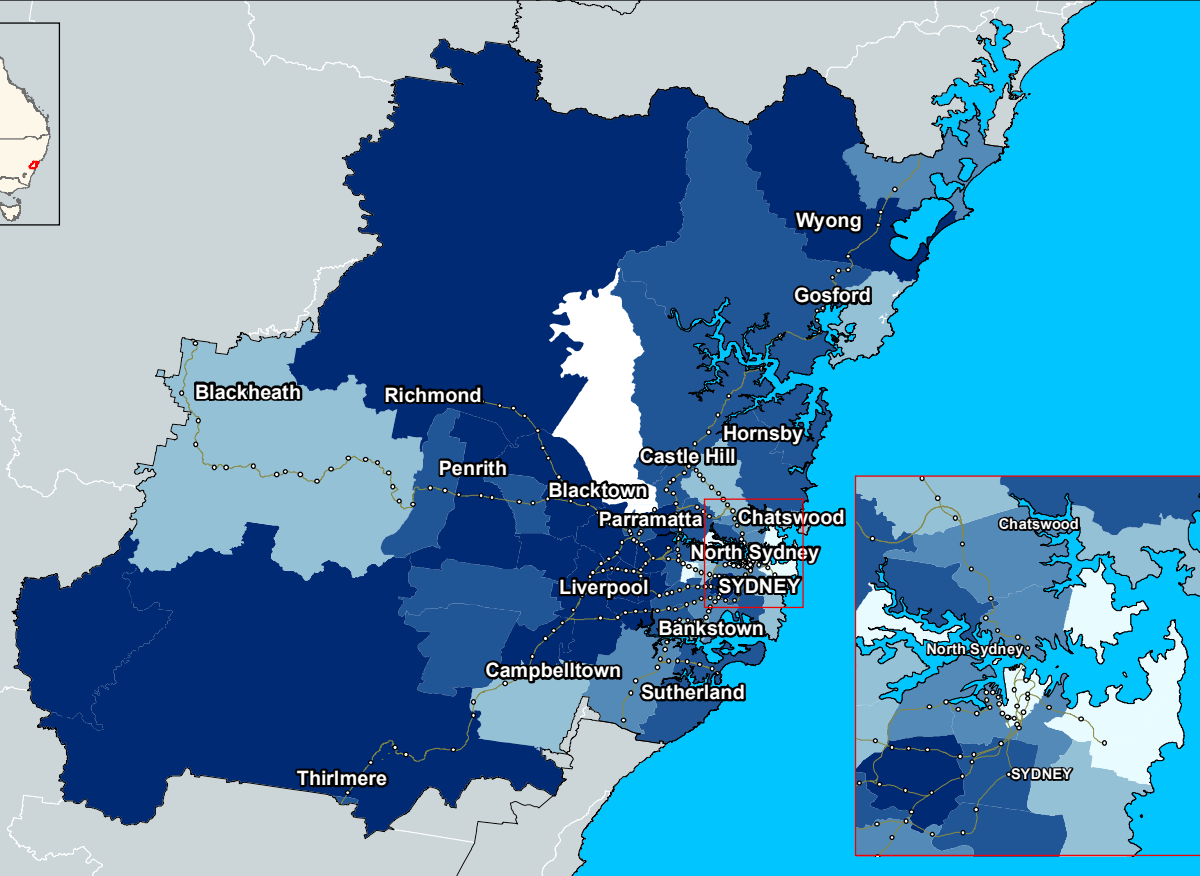 Wyong
Gosford
Blackheath
Richmond
Hornsby
Castle Hill
Penrith
Blacktown
Parramatta
Chatswood
North Sydney
Liverpool
SYDNEY
Bankstown
Campbelltown
Sutherland
Thirlmere
Chatswood
North Sydney
SYDNEY